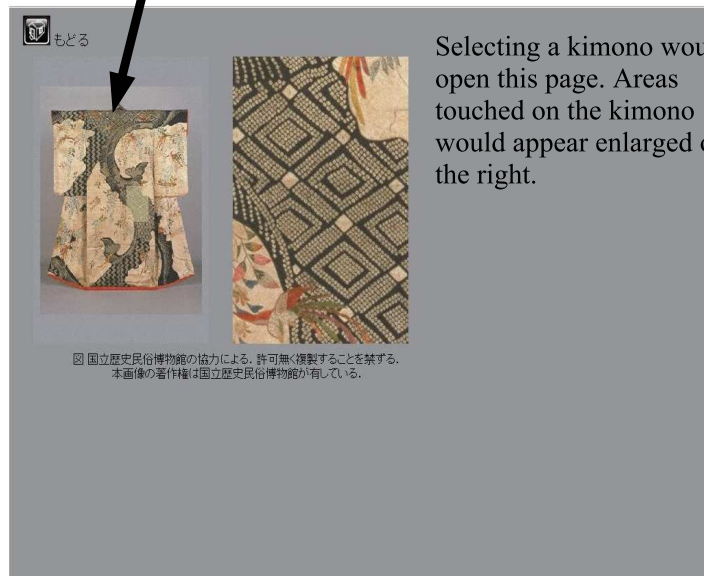 もどる
Selecting a kimono wou
open this page. Areas
touched on the kimono
would appear enlarged
the right.
図 国立歴史民俗博物館の協力による. 許可無く複製することを禁ずる.
本画像の著作権は国立歴史民俗博物館が有している.